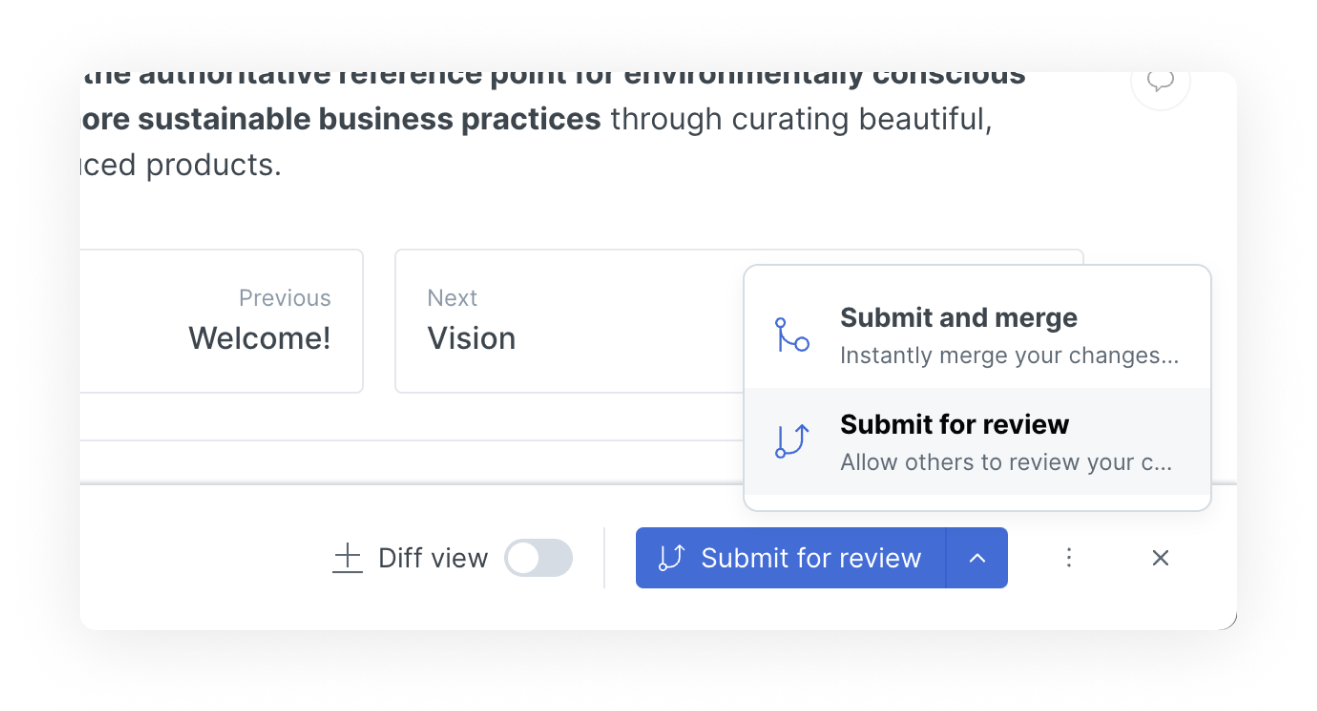 the authoritative reference point for environmentally conscious
ore sustainable business practices through curating beautiful,
ced products.
Previous
Welcome!
Next
Vision
Submit and merge
Instantly merge your changes...
Submit for review
Allow others to review your c...
Diff view
Submit for review